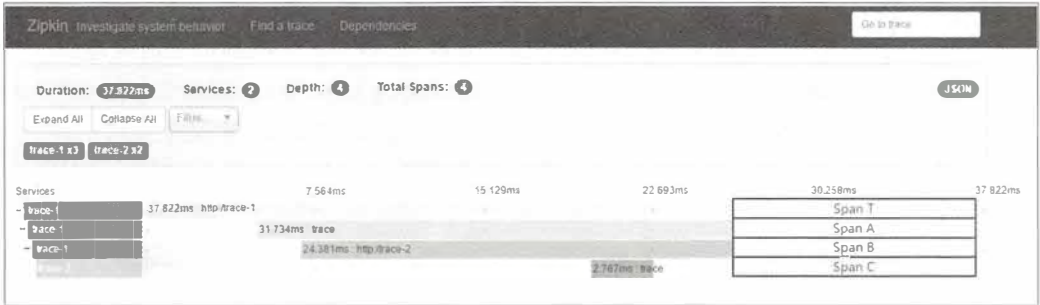 Zipkin Investigate system behavior Find a trace Dependencies Go to trace
Duration: 37.822ms Services: 2 Depth: 4 Total Spans: 4 JSON
Expand All Collapse All Filter...
trace-1 x3 trace-2 x2
Services 7.564ms 15.129ms 22.693ms 30.258ms 37.822ms
- trace-1 37.822ms : http:/trace-1 Span T
- trace-1 31.734ms : trace Span A
- trace-1 24.381ms : http:/trace-2 Span B
trace-2 2.767ms : trace Span C